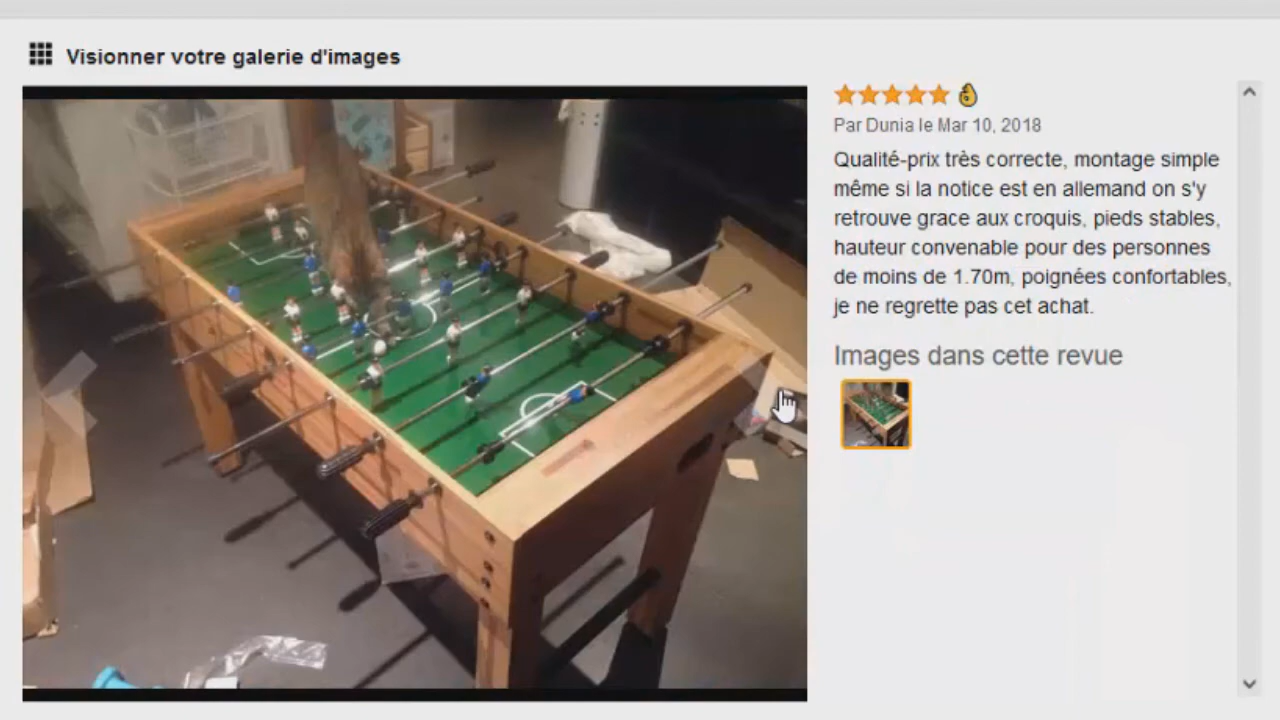 Visionner votre galerie d'images
Par Dunia le Mar 10, 2018
Qualité-prix très correcte, montage simple
même si la notice est en allemand on s'y
retrouve grace aux croquis, pieds stables,
hauteur convenable pour des personnes
de moins de 1.70m, poignées confortables,
je ne regrette pas cet achat.
Images dans cette revue